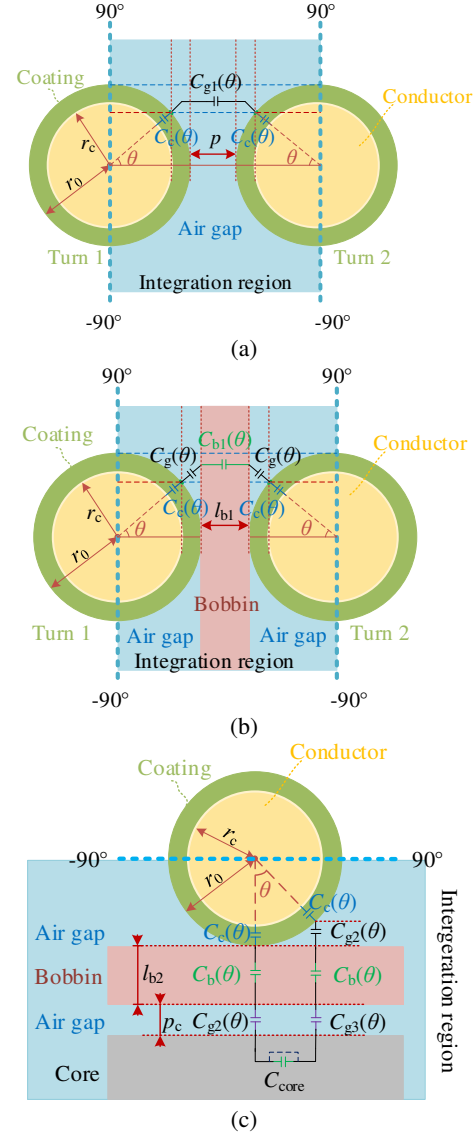 90°
90°
Coating
C_g1(θ)
Conductor
r_c
C_c(θ)
C_c(θ)
p
θ
θ
r_0
Air gap
Turn 1
Turn 2
Integration region
-90°
-90°
(a)
90°
90°
Coating
C_b1(θ)
Conductor
C_g(θ)
C_g(θ)
r_c
C_c(θ)
C_c(θ)
l_b1
θ
θ
r_0
Bobbin
Turn 1
Air gap
Air gap
Turn 2
Integration region
-90°
-90°
(b)
Coating
Conductor
r_c
-90°
90°
r_0
θ
C_c(θ)
Air gap
C_c(θ)
C_g2(θ)
Bobbin
l_b2
C_b(θ)
C_b(θ)
Air gap
p_c
C_g2(θ)
C_g3(θ)
Core
C_core
Intergeration region
(c)